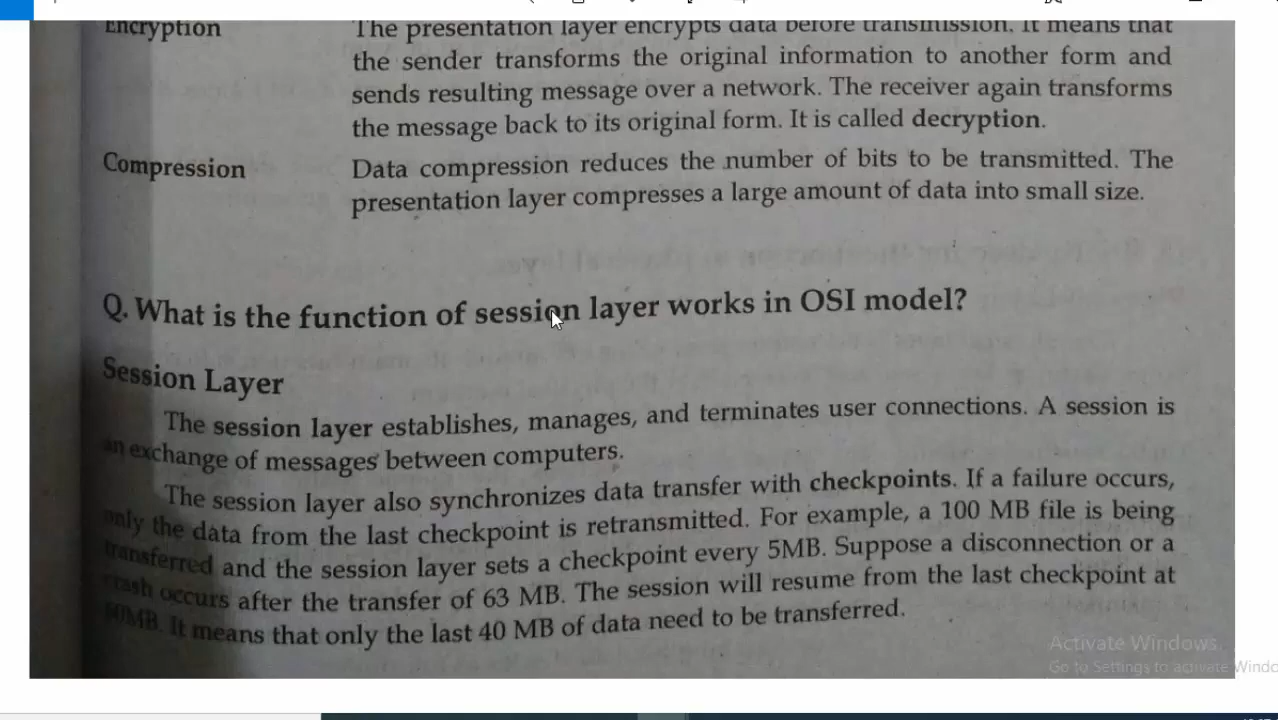 Encryption The presentation layer encrypts data before transmission. It means that
the sender transforms the original information to another form and
sends resulting message over a network. The receiver again transforms
the message back to its original form. It is called decryption.
Compression Data compression reduces the number of bits to be transmitted. The
presentation layer compresses a large amount of data into small size.
Q. What is the function of session layer works in OSI model?
Session Layer
The session layer establishes, manages, and terminates user connections. A session is
an exchange of messages between computers.
The session layer also synchronizes data transfer with checkpoints. If a failure occurs,
only the data from the last checkpoint is retransmitted. For example, a 100 MB file is being
transferred and the session layer sets a checkpoint every 5MB. Suppose a disconnection or a
crash occurs after the transfer of 63 MB. The session will resume from the last checkpoint at
60MB. It means that only the last 40 MB of data need to be transferred.
Activate Windows
Go to Settings to activate Windo